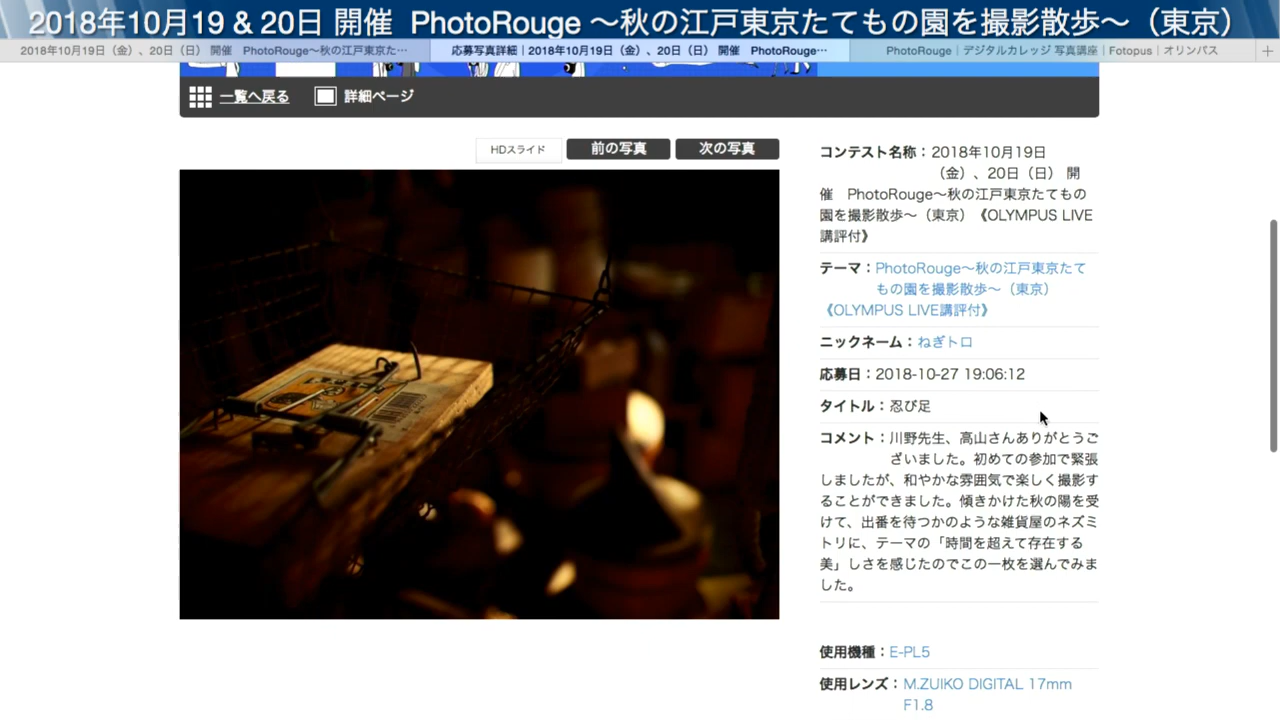 2018年10月19 & 20日 開催 PhotoRouge ～秋の江戸東京たてもの園を撮影散歩～（東京）
2018年10月19日（金）、20日（日） 開催　PhotoRouge～秋の江戸東京た…
応募写真詳細｜2018年10月19日（金）、20日（日） 開催　PhotoRouge…
PhotoRouge｜デジタルカレッジ 写真講座｜Fotopus｜オリンパス
一覧へ戻る
詳細ページ
HDスライド
前の写真
次の写真
コンテスト名称：2018年10月19日
（金）、20日（日） 開
催　PhotoRouge～秋の江戸東京たてもの
園を撮影散歩～（東京）《OLYMPUS LIVE
講評付》
テーマ：PhotoRouge～秋の江戸東京たて
もの園を撮影散歩～（東京）
《OLYMPUS LIVE講評付》
ニックネーム：ねぎトロ
応募日：2018-10-27 19:06:12
タイトル：忍び足
コメント：川野先生、高山さんありがとうご
ざいました。初めての参加で緊張
しましたが、和やかな雰囲気で楽しく撮影す
ることができました。傾きかけた秋の陽を受
けて、出番を待つかのような雑貨屋のネズミ
トリに、テーマの「時間を超えて存在する
美」しさを感じたのでこの一枚を選んでみま
した。
使用機種：E-PL5
使用レンズ：M.ZUIKO DIGITAL 17mm
F1.8